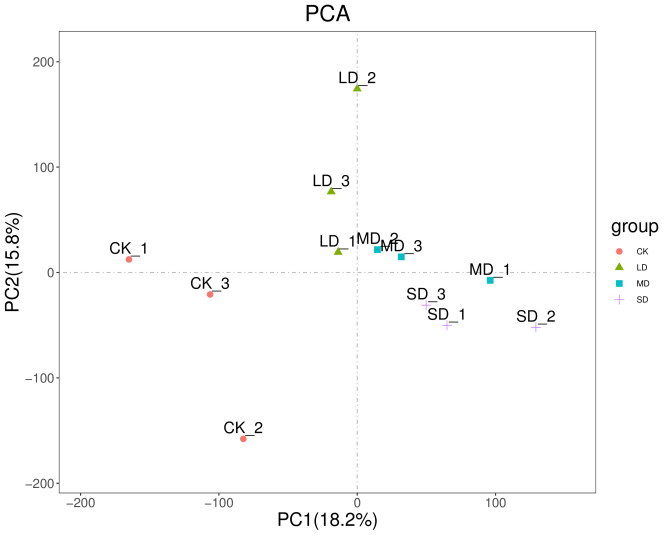 PCA
200
LD_2
LD_3
100
MD_2
LD_1
MD_3
CK_1
MD_1
0
CK_3
SD_3
SD_1
SD_2
−100
CK_2
−200
−200
−100
0
100
PC1(18.2%)
PC2(15.8%)
group
CK
LD
MD
SD